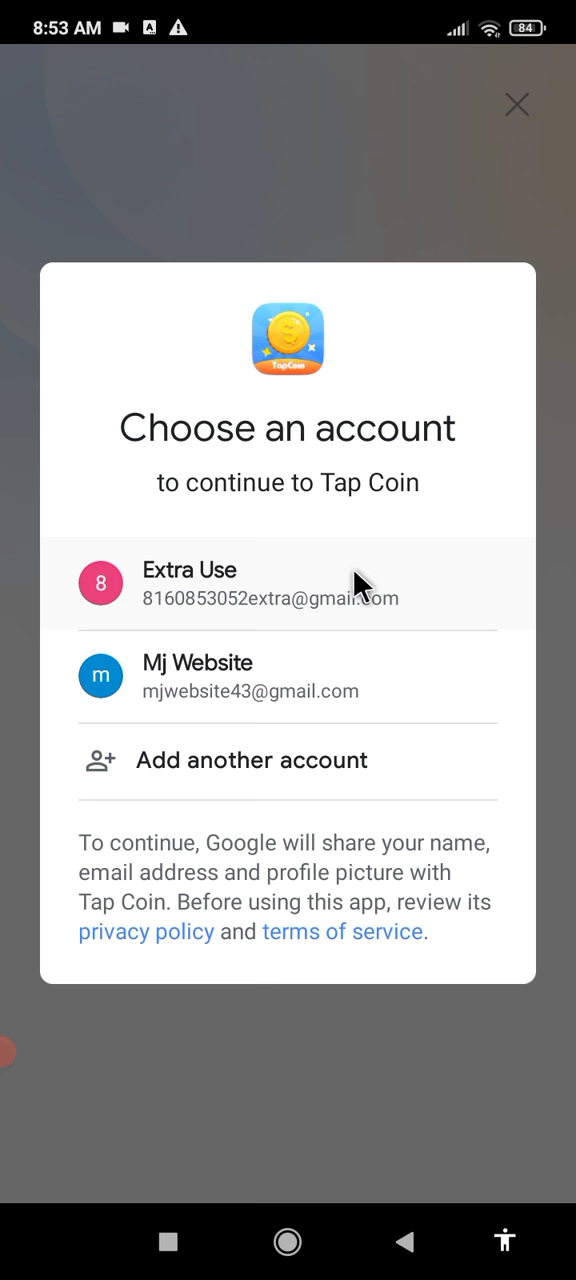 8:53 AM
84
TapCoin
Choose an account
to continue to Tap Coin
8
Extra Use
8160853052extra@gmail.com
m
Mj Website
mjwebsite43@gmail.com
Add another account
To continue, Google will share your name,
email address and profile picture with
Tap Coin. Before using this app, review its
privacy policy and terms of service.